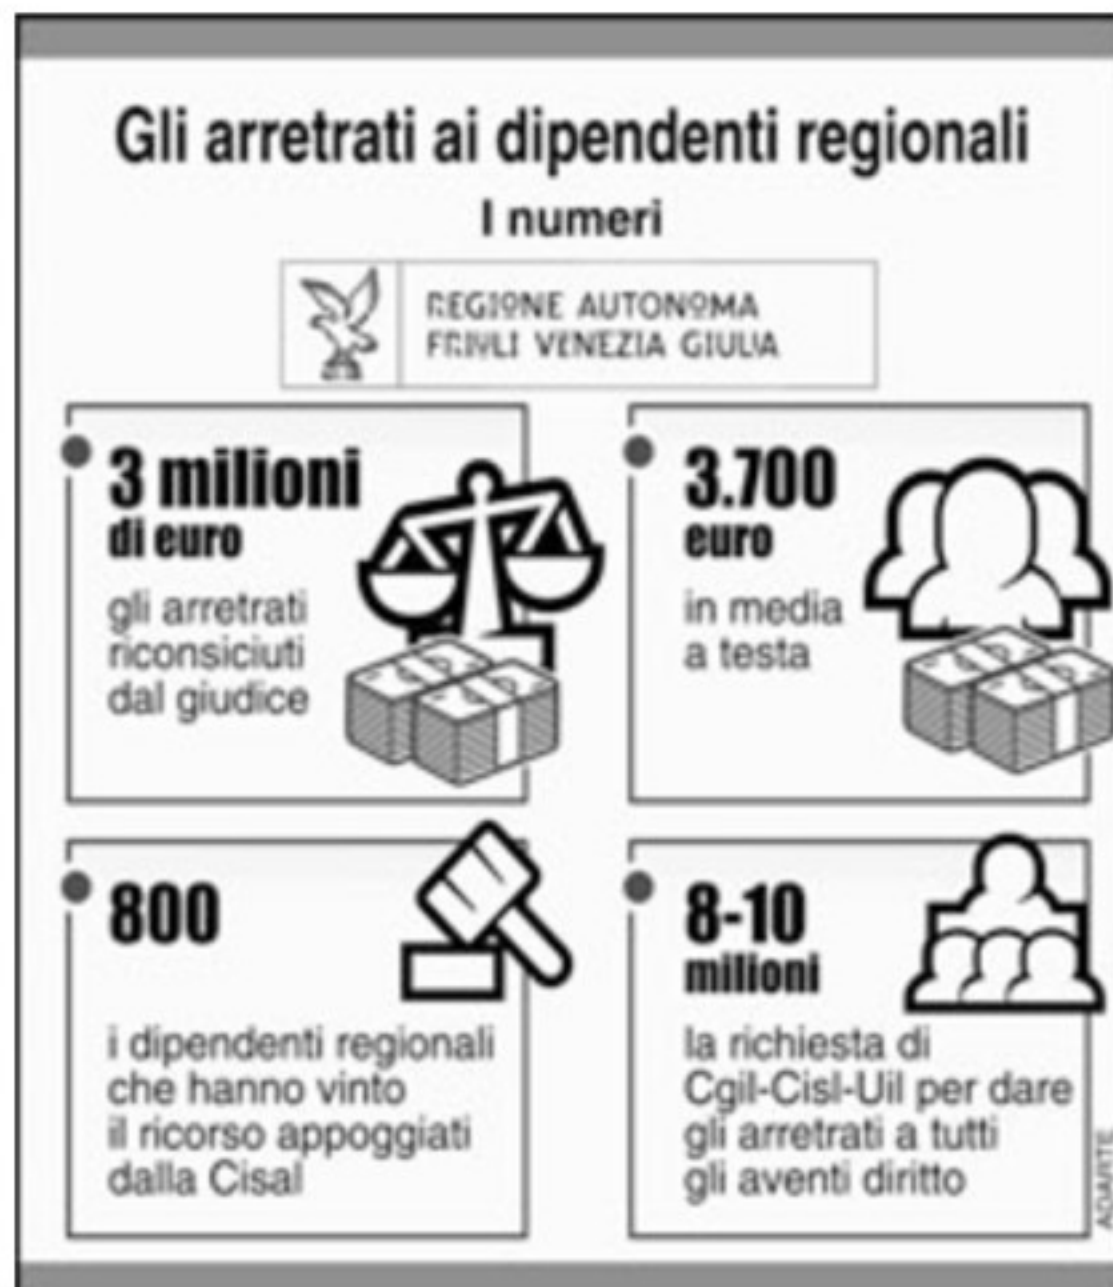 Gli arretrati ai dipendenti regionali
I numeri
REGIONE AUTONOMA
FRIULI VENEZIA GIULIA
3 milioni
di euro
gli arretrati
riconsiciuti
dal giudice
3.700
euro
in media
a testa
800
i dipendenti regionali
che hanno vinto
il ricorso appoggiati
dalla Cisal
8-10
milioni
la richiesta di
Cgil-Cisl-Uil per dare
gli arretrati a tutti
gli aventi diritto
ADARTE